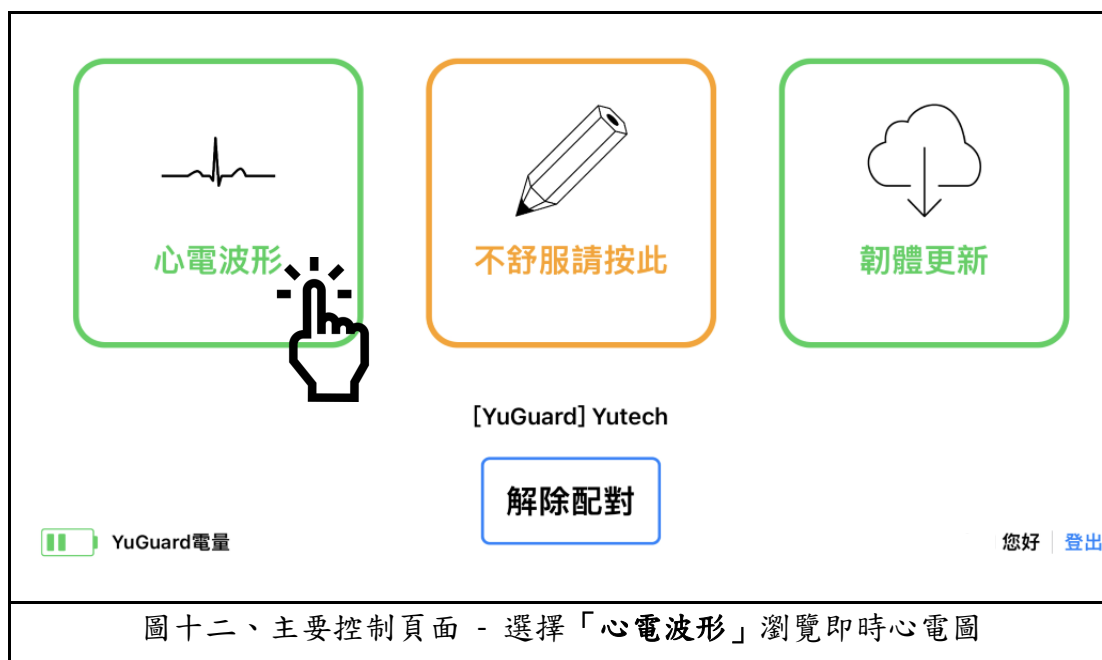 心電波形
不舒服請按此
韌體更新
[YuGuard] Yutech
解除配對
YuGuard電量
您好
登出
圖十二、主要控制頁面 - 選擇「心電波形」瀏覽即時心電圖